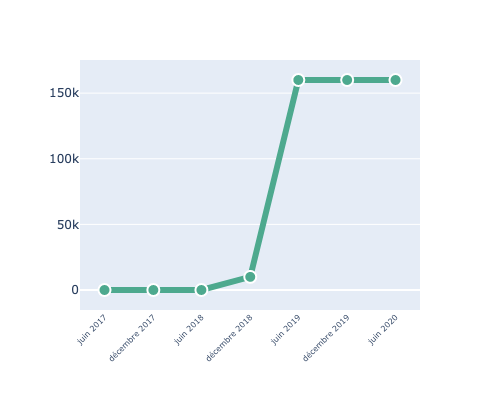 150k
100k
50k
0
juin 2017
décembre 2017
juin 2018
décembre 2018
juin 2019
décembre 2019
juin 2020